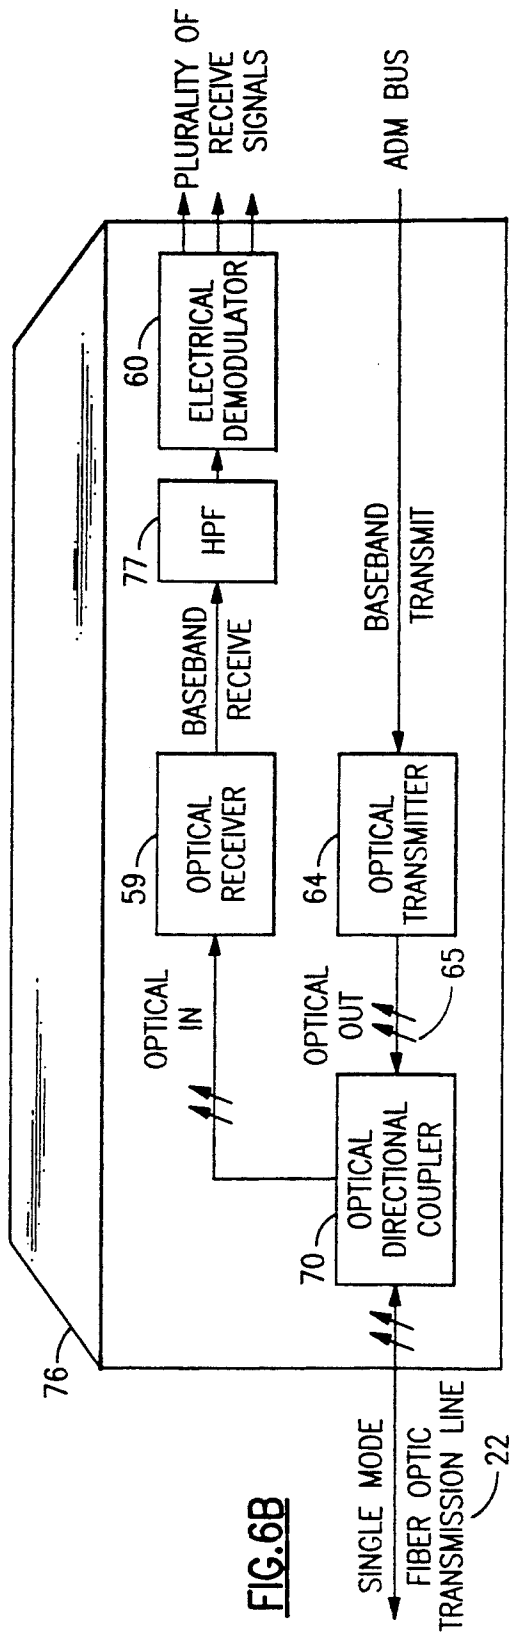 76
OPTICAL
IN
59
OPTICAL
RECEIVER
BASEBAND
RECEIVE
77
HPF
60
ELECTRICAL
DEMODULATOR
PLURALITY OF
RECEIVE
SIGNALS
SINGLE MODE
FIBER OPTIC
TRANSMISSION LINE
22
70
OPTICAL
DIRECTIONAL
COUPLER
OPTICAL
OUT
65
64
OPTICAL
TRANSMITTER
BASEBAND
TRANSMIT
ADM BUS
FIG.6B